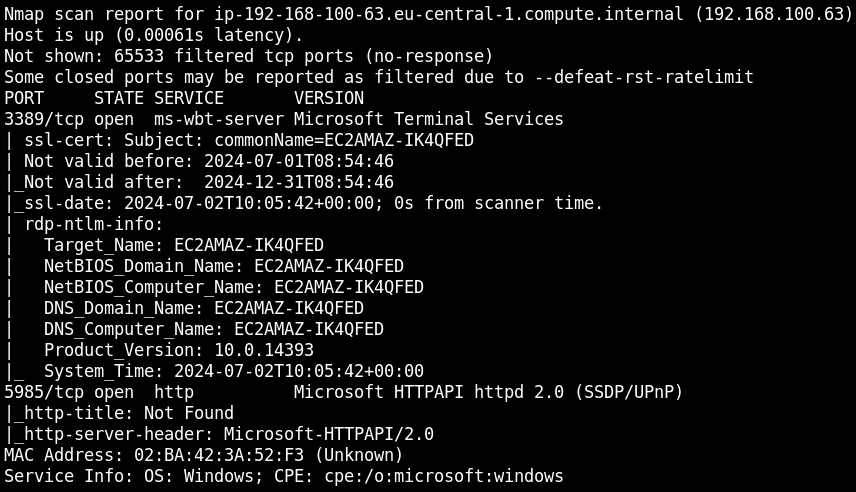 Nmap scan report for ip-192-168-100-63.eu-central-1.compute.internal (192.168.100.63)
Host is up (0.00061s latency).
Not shown: 65533 filtered tcp ports (no-response)
Some closed ports may be reported as filtered due to --defeat-rst-ratelimit
PORT     STATE SERVICE       VERSION
3389/tcp open  ms-wbt-server Microsoft Terminal Services
| ssl-cert: Subject: commonName=EC2AMAZ-IK4QFED
| Not valid before: 2024-07-01T08:54:46
|_Not valid after:  2024-12-31T08:54:46
|_ssl-date: 2024-07-02T10:05:42+00:00; 0s from scanner time.
| rdp-ntlm-info:
|   Target_Name: EC2AMAZ-IK4QFED
|   NetBIOS_Domain_Name: EC2AMAZ-IK4QFED
|   NetBIOS_Computer_Name: EC2AMAZ-IK4QFED
|   DNS_Domain_Name: EC2AMAZ-IK4QFED
|   DNS_Computer_Name: EC2AMAZ-IK4QFED
|   Product_Version: 10.0.14393
|_  System_Time: 2024-07-02T10:05:42+00:00
5985/tcp open  http          Microsoft HTTPAPI httpd 2.0 (SSDP/UPnP)
|_http-title: Not Found
|_http-server-header: Microsoft-HTTPAPI/2.0
MAC Address: 02:BA:42:3A:52:F3 (Unknown)
Service Info: OS: Windows; CPE: cpe:/o:microsoft:windows